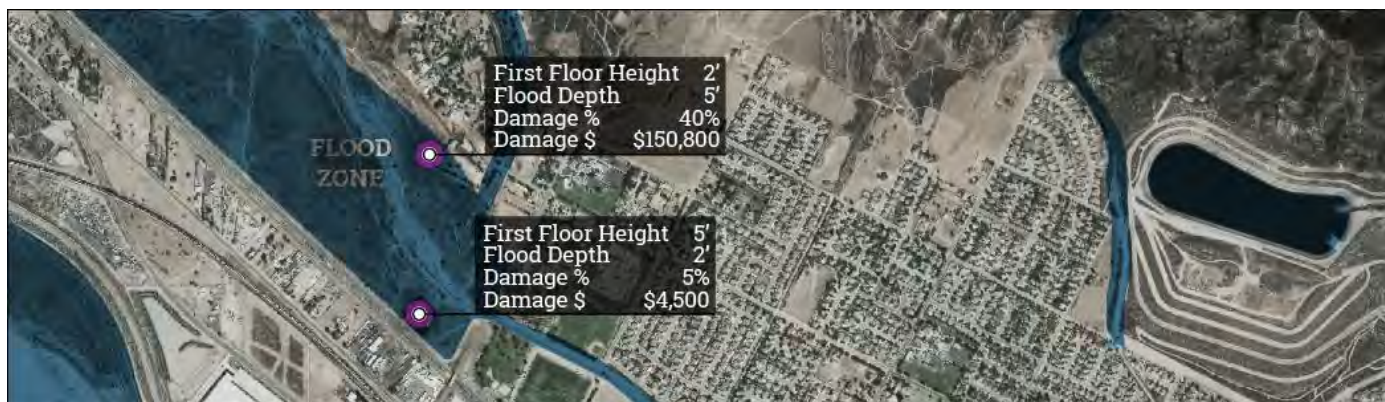 First Floor Height 2’
Flood Depth 5’
Damage % 40%
Damage $ $150,800
FLOOD
ZONE
First Floor Height 5’
Flood Depth 2’
Damage % 5%
Damage $ $4,500